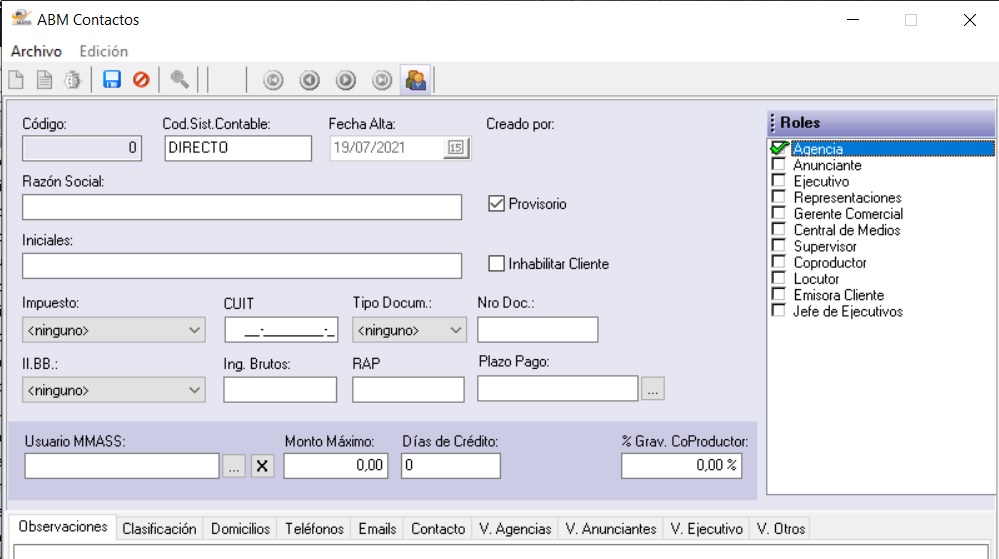 ABM Contactos
Archivo Edición
Código: Cod.Sist.Contable: Fecha Alta: Creado por:
0 DIRECTO 19/07/2021 15
Razón Social:
Provisorio
Iniciales:
Inhabilitar Cliente
Impuesto: CUIT Tipo Docum.: Nro Doc.:
<ninguno> __-________-_ <ninguno>
II.BB.: Ing. Brutos: RAP Plazo Pago:
<ninguno> ...
Usuario MMASS: Monto Máximo: Días de Crédito: % Grav. CoProductor:
... X 0,00 0 0,00 %
Roles
Agencia
Anunciante
Ejecutivo
Representaciones
Gerente Comercial
Central de Medios
Supervisor
Coproductor
Locutor
Emisora Cliente
Jefe de Ejecutivos
Observaciones Clasificación Domicilios Teléfonos Emails Contacto V. Agencias V. Anunciantes V. Ejecutivo V. Otros